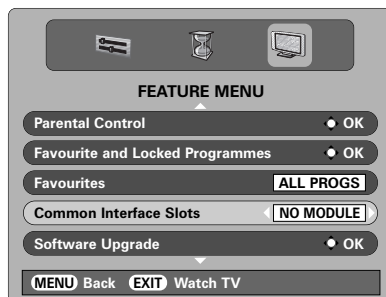 FEATURE MENU
Parental Control OK
Favourite and Locked Programmes OK
Favourites ALL PROGS
Common Interface Slots NO MODULE
Software Upgrade OK
MENU Back EXIT Watch TV